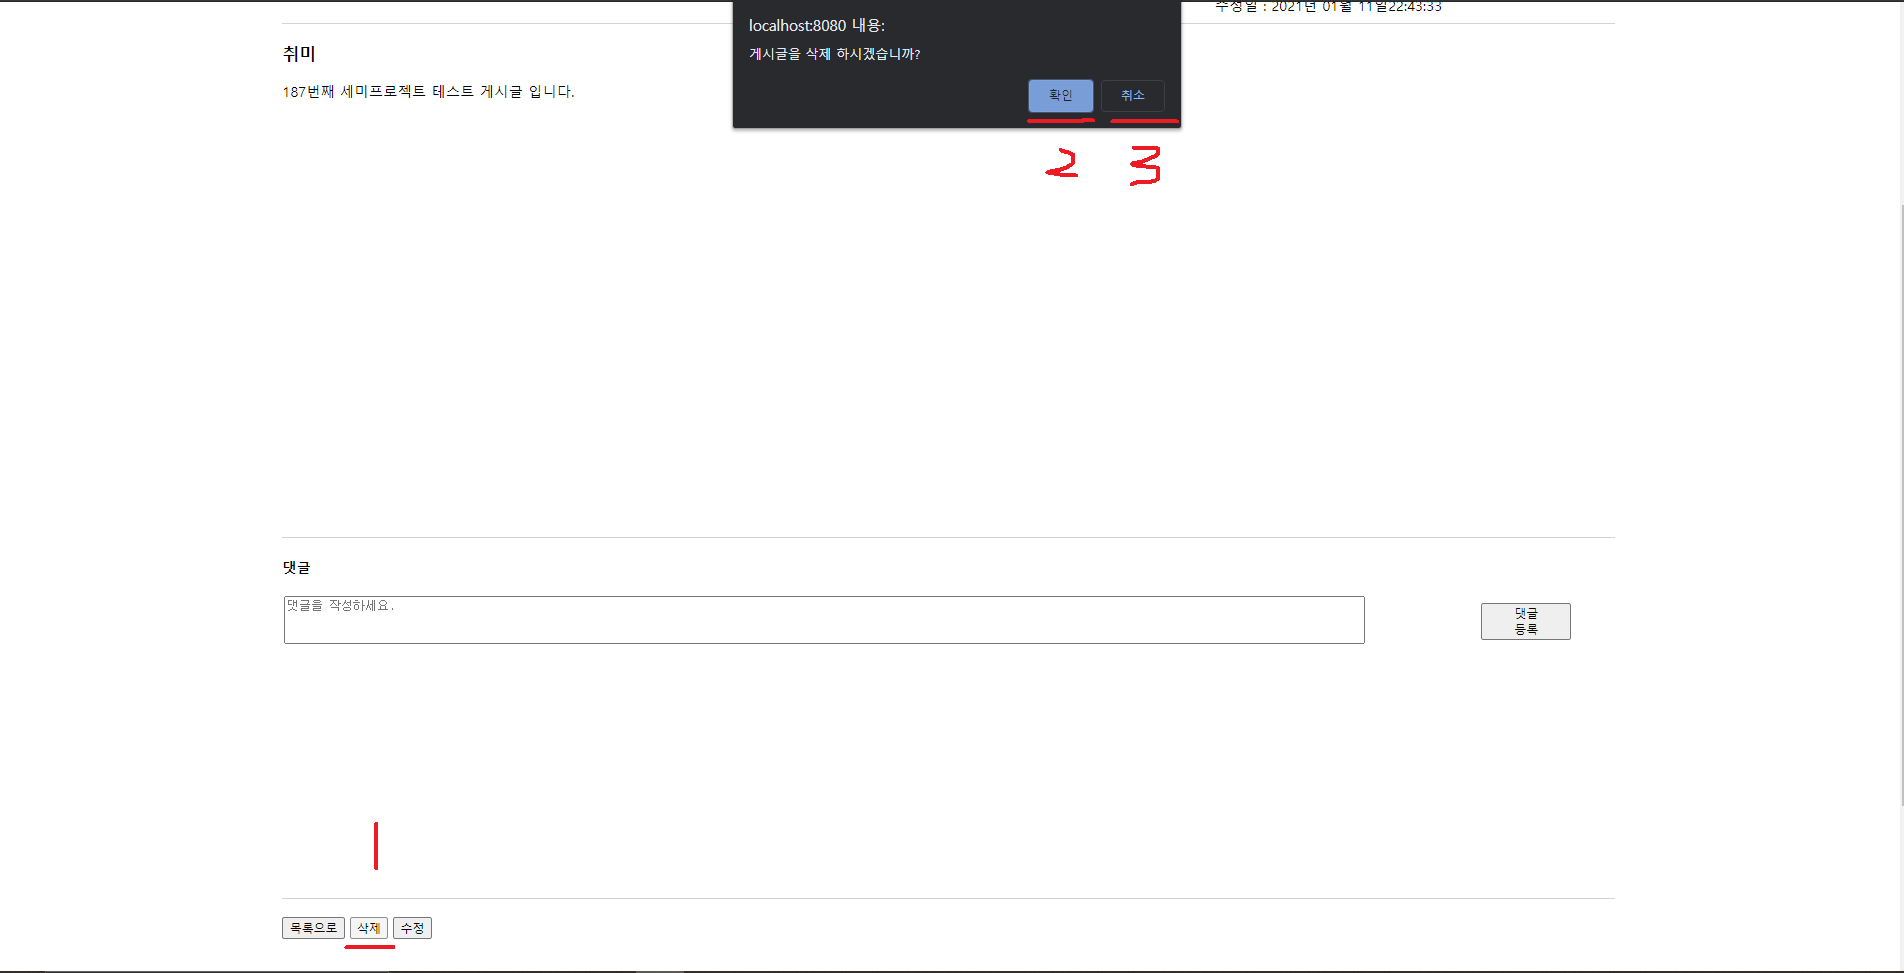 수정일 : 2021년 01월 11일22:43:33
localhost:8080 내용:
게시글을 삭제 하시겠습니까?
확인 취소
2 3
취미
187번째 세미프로젝트 테스트 게시글 입니다.
댓글
댓글을 작성하세요.
댓글
등록
1
목록으로 삭제 수정